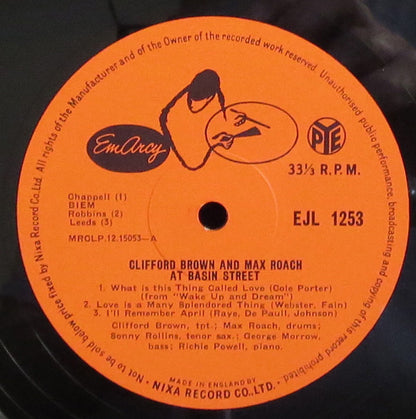 Not to be sold below price fixed by Nixa Record Co.Ltd. All rights of the Manufacturer and of the Owner of the recorded work reserved. Unauthorised public performance, broadcasting and copying of this record prohibited.
EmArcy
PYE
33⅓ R.P.M.
Chappell (1)
BIEM
Robbins (2)
Leeds (3)
EJL 1253
MROLP.12.15053—A
CLIFFORD BROWN AND MAX ROACH
AT BASIN STREET
1. What is this Thing Called Love (Cole Porter)
(from "Wake Up and Dream")
2. Love is a Many Splendored Thing (Webster, Fain)
3. I'll Remember April (Raye, De Paull, Johnson)
Clifford Brown, tpt.; Max Roach, drums;
Sonny Rollins, tenor sax.; George Morrow,
bass; Richie Powell, piano.
MADE IN ENGLAND BY
NIXA RECORD CO.,LTD.